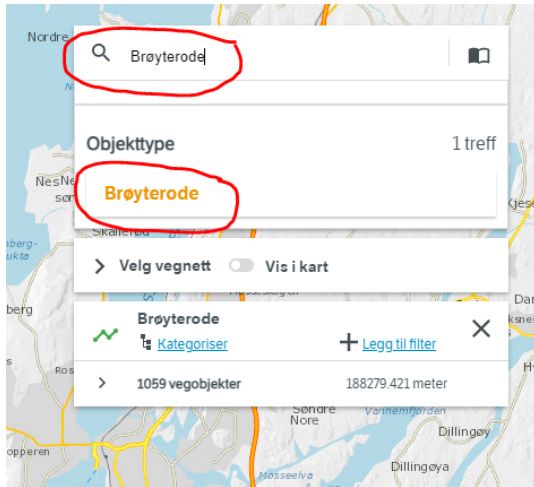 Nordre
Brøyterode
Objekttype 1 treff
Brøyterode
Skallerød
Velg vegnett Vis i kart
Brøyterode
Kategoriser Legg til filter
1059 vegobjekter 188279.421 meter
Søndre
Nore
Vannemfjorden
Dillingøy
Dillingøya
Mosseelva